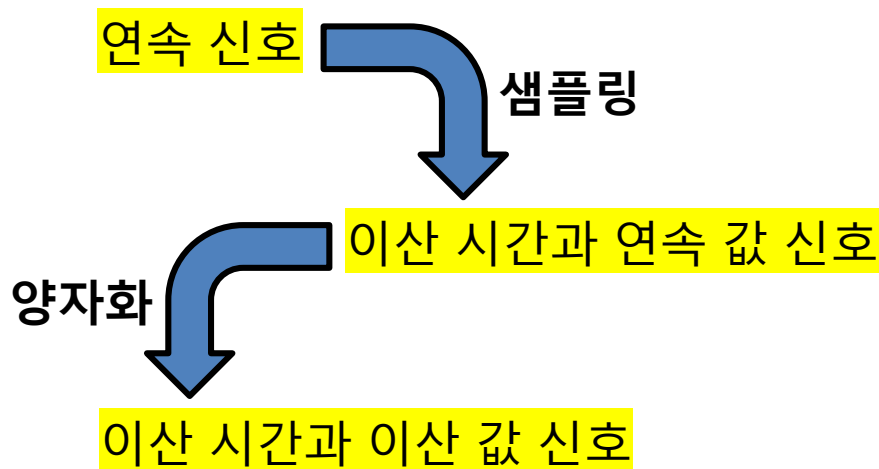 연속 신호
샘플링
이산 시간과 연속 값 신호
양자화
이산 시간과 이산 값 신호